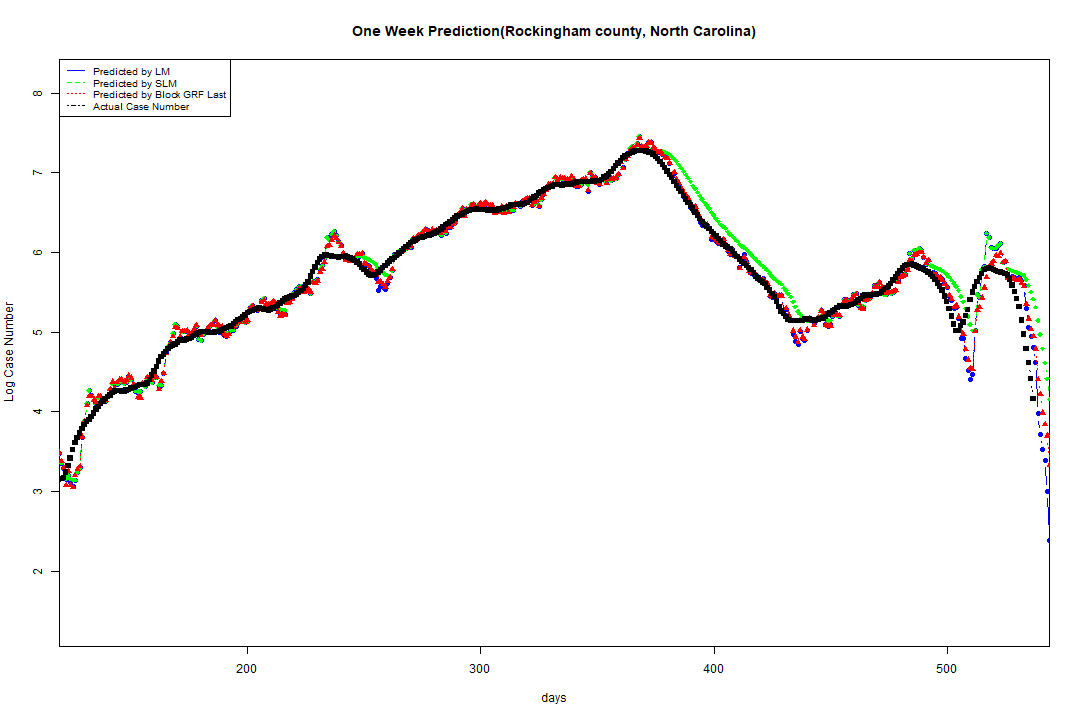 One Week Prediction(Rockingham county, North Carolina)
Predicted by LM
Predicted by SLM
Predicted by Block GRF Last
Actual Case Number
8
7
6
5
4
3
2
Log Case Number
200 300 400 500
days